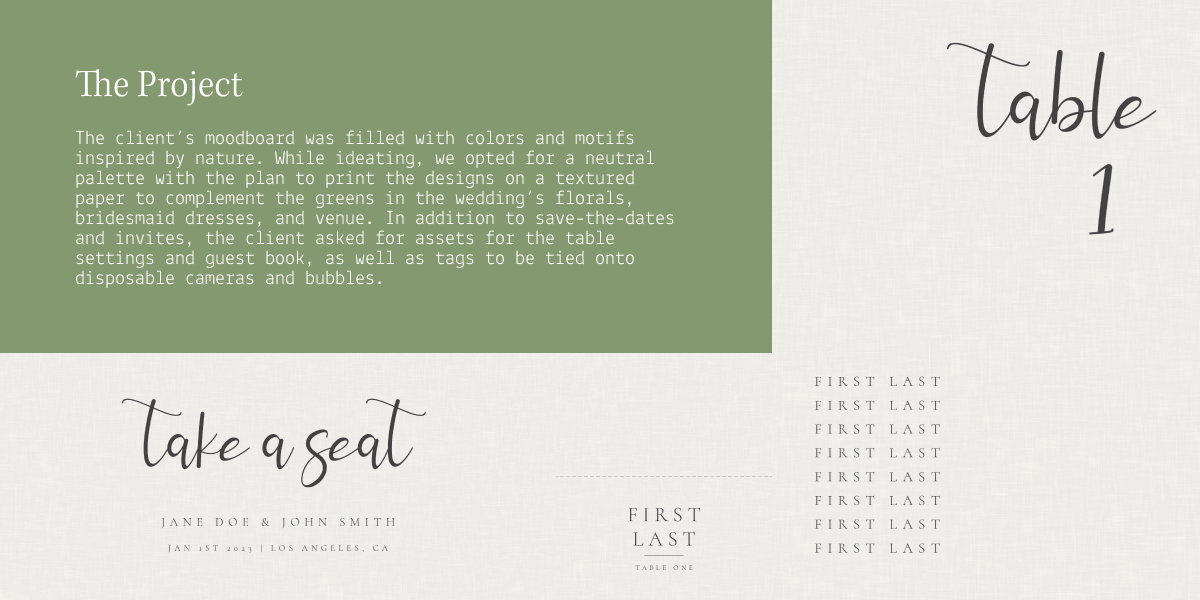 The Project
The client's moodboard was filled with colors and motifs
inspired by nature. While ideating, we opted for a neutral
palette with the plan to print the designs on a textured
paper to complement the greens in the wedding's florals,
bridesmaid dresses, and venue. In addition to save-the-dates
and invites, the client asked for assets for the table
settings and guest book, as well as tags to be tied onto
disposable cameras and bubbles.
table
1
take a seat
JANE DOE & JOHN SMITH
JAN 1ST 2023 | LOS ANGELES, CA
FIRST
LAST
TABLE ONE
FIRST LAST
FIRST LAST
FIRST LAST
FIRST LAST
FIRST LAST
FIRST LAST
FIRST LAST
FIRST LAST